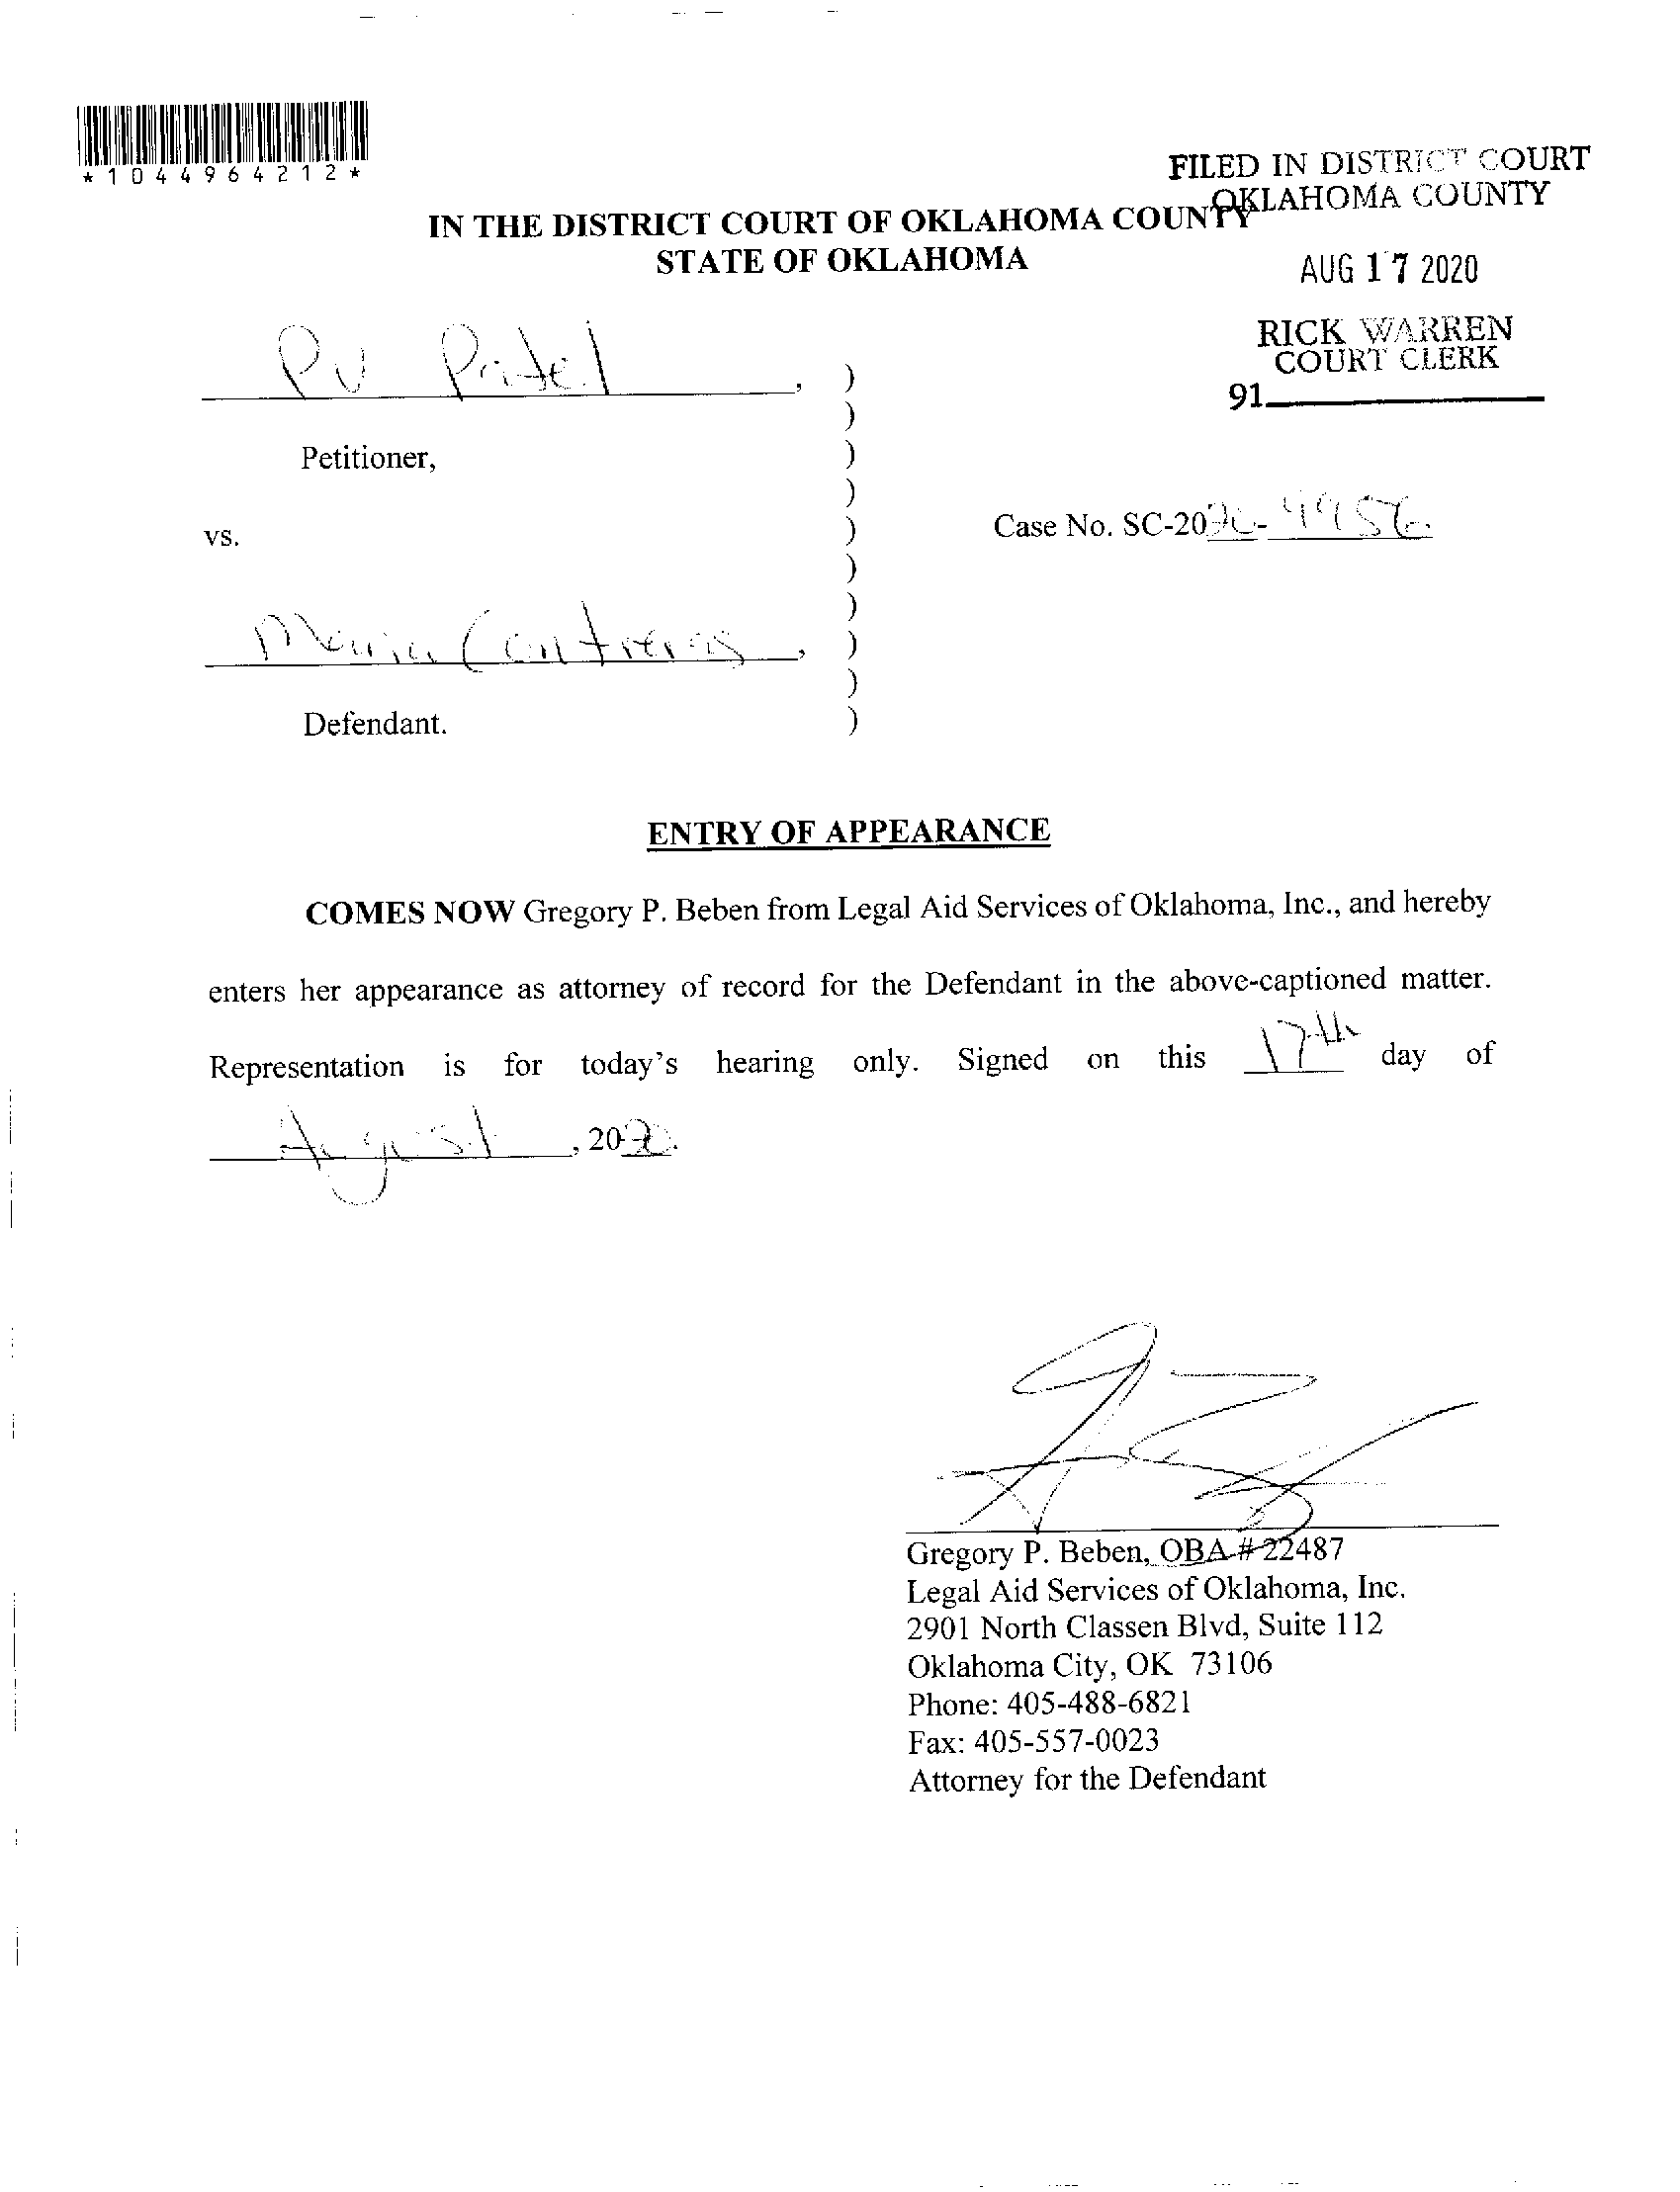 *1044964212*
FILED IN DISTRICT COURT
OKLAHOMA COUNTY
IN THE DISTRICT COURT OF OKLAHOMA COUNTY
STATE OF OKLAHOMA
AUG 17 2020
RICK WARREN
COURT CLERK
91
PV Patel, )
)
Petitioner, )
)
vs. )
Case No. SC-2020-4956
)
)
Maria Contreras, )
)
Defendant. )
ENTRY OF APPEARANCE
COMES NOW Gregory P. Beben from Legal Aid Services of Oklahoma, Inc., and hereby
enters her appearance as attorney of record for the Defendant in the above-captioned matter.
Representation is for today's hearing only. Signed on this 17th day of
August, 2020.
Gregory P. Beben, OBA # 22487
Legal Aid Services of Oklahoma, Inc.
2901 North Classen Blvd, Suite 112
Oklahoma City, OK 73106
Phone: 405-488-6821
Fax: 405-557-0023
Attorney for the Defendant